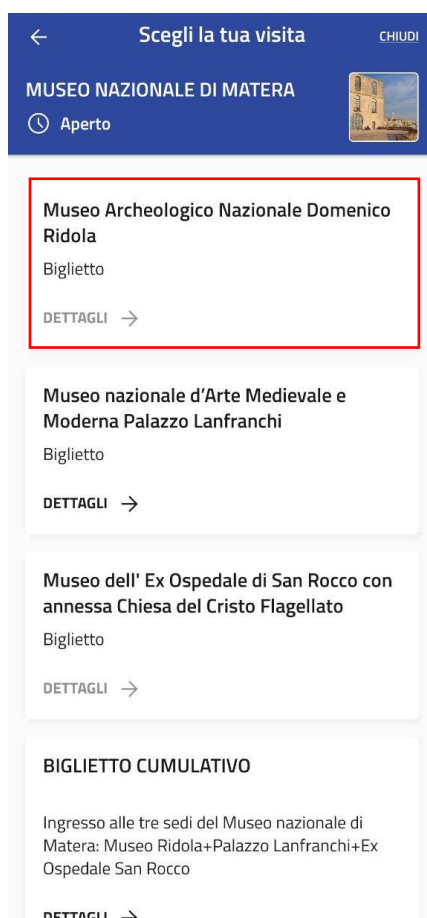 Scegli la tua visita
CHIUDI
MUSEO NAZIONALE DI MATERA
Aperto
Museo Archeologico Nazionale Domenico
Ridola
Biglietto
DETTAGLI
Museo nazionale d'Arte Medievale e
Moderna Palazzo Lanfranchi
Biglietto
DETTAGLI
Museo dell' Ex Ospedale di San Rocco con
annessa Chiesa del Cristo Flagellato
Biglietto
DETTAGLI
BIGLIETTO CUMULATIVO
Ingresso alle tre sedi del Museo nazionale di
Matera: Museo Ridola+Palazzo Lanfranchi+Ex
Ospedale San Rocco
DETTAGLI